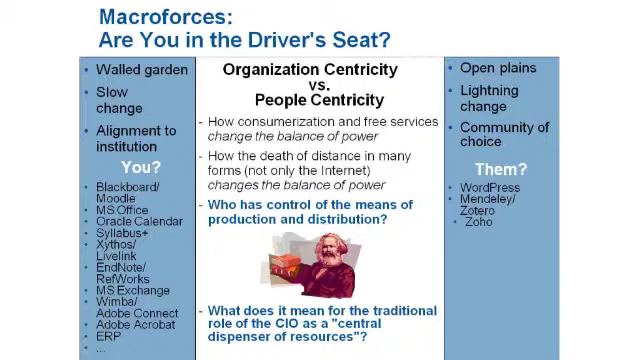 Macroforces:
Are You in the Driver's Seat?
• Walled garden
• Slow
change
• Alignment to
institution
You?
• Blackboard/
Moodle
• MS Office
• Oracle Calendar
• Syllabus+
• Xythos/
Livelink
• EndNote/
RefWorks
• MS Exchange
• Wimba/
Adobe Connect
• Adobe Acrobat
• ERP
• ...
Organization Centricity
vs.
People Centricity
- How consumerization and free services
change the balance of power
- How the death of distance in many
forms (not only the Internet)
changes the balance of power
- Who has control of the means of
production and distribution?
- What does it mean for the traditional
role of the CIO as a "central
dispenser of resources"?
• Open plains
• Lightning
change
• Community of
choice
Them?
• WordPress
• Mendeley/
Zotero
• Zoho